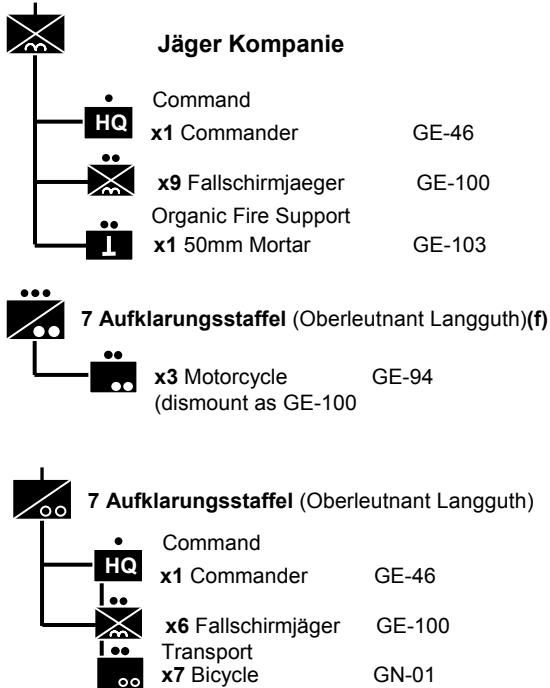 Jäger Kompanie
Command
HQ x1 Commander GE-46
x9 Fallschirmjaeger GE-100
Organic Fire Support
x1 50mm Mortar GE-103
7 Aufklarungsstaffel (Oberleutnant Langguth)(f)
x3 Motorcycle GE-94
(dismount as GE-100
7 Aufklarungsstaffel (Oberleutnant Langguth)
Command
HQ x1 Commander GE-46
x6 Fallschirmjäger GE-100
Transport
x7 Bicycle GN-01